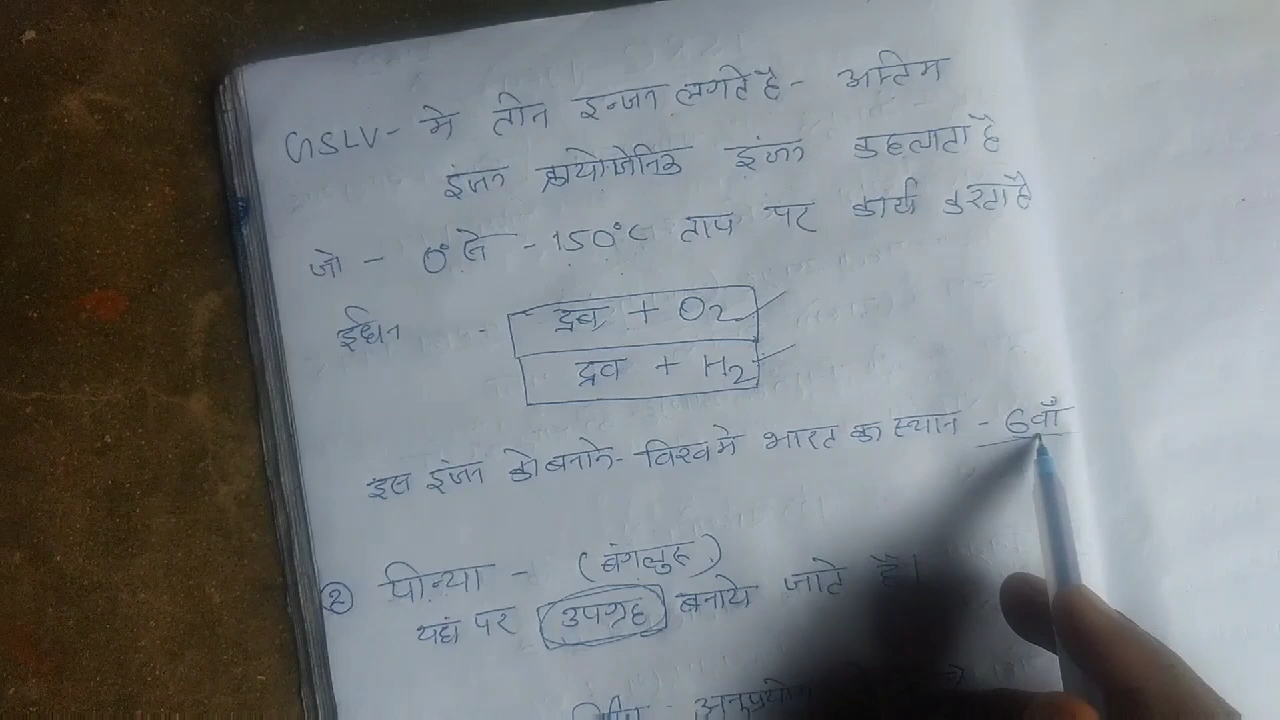 GSLV - मे तीन इन्जन लगते है - अन्तिम
इंजन क्रायोजेनिक इंजन कहलाता है
जो - 0° से - 150°C ताप पर कार्य करता है
ईधन - द्रव + O2
द्रव + H2
इस इंजन को बनाने - विश्व मे भारत का स्थान - 6वाँ
② पीन्या - (बंगलुरू)
यहां पर उपग्रह बनाये जाते है।